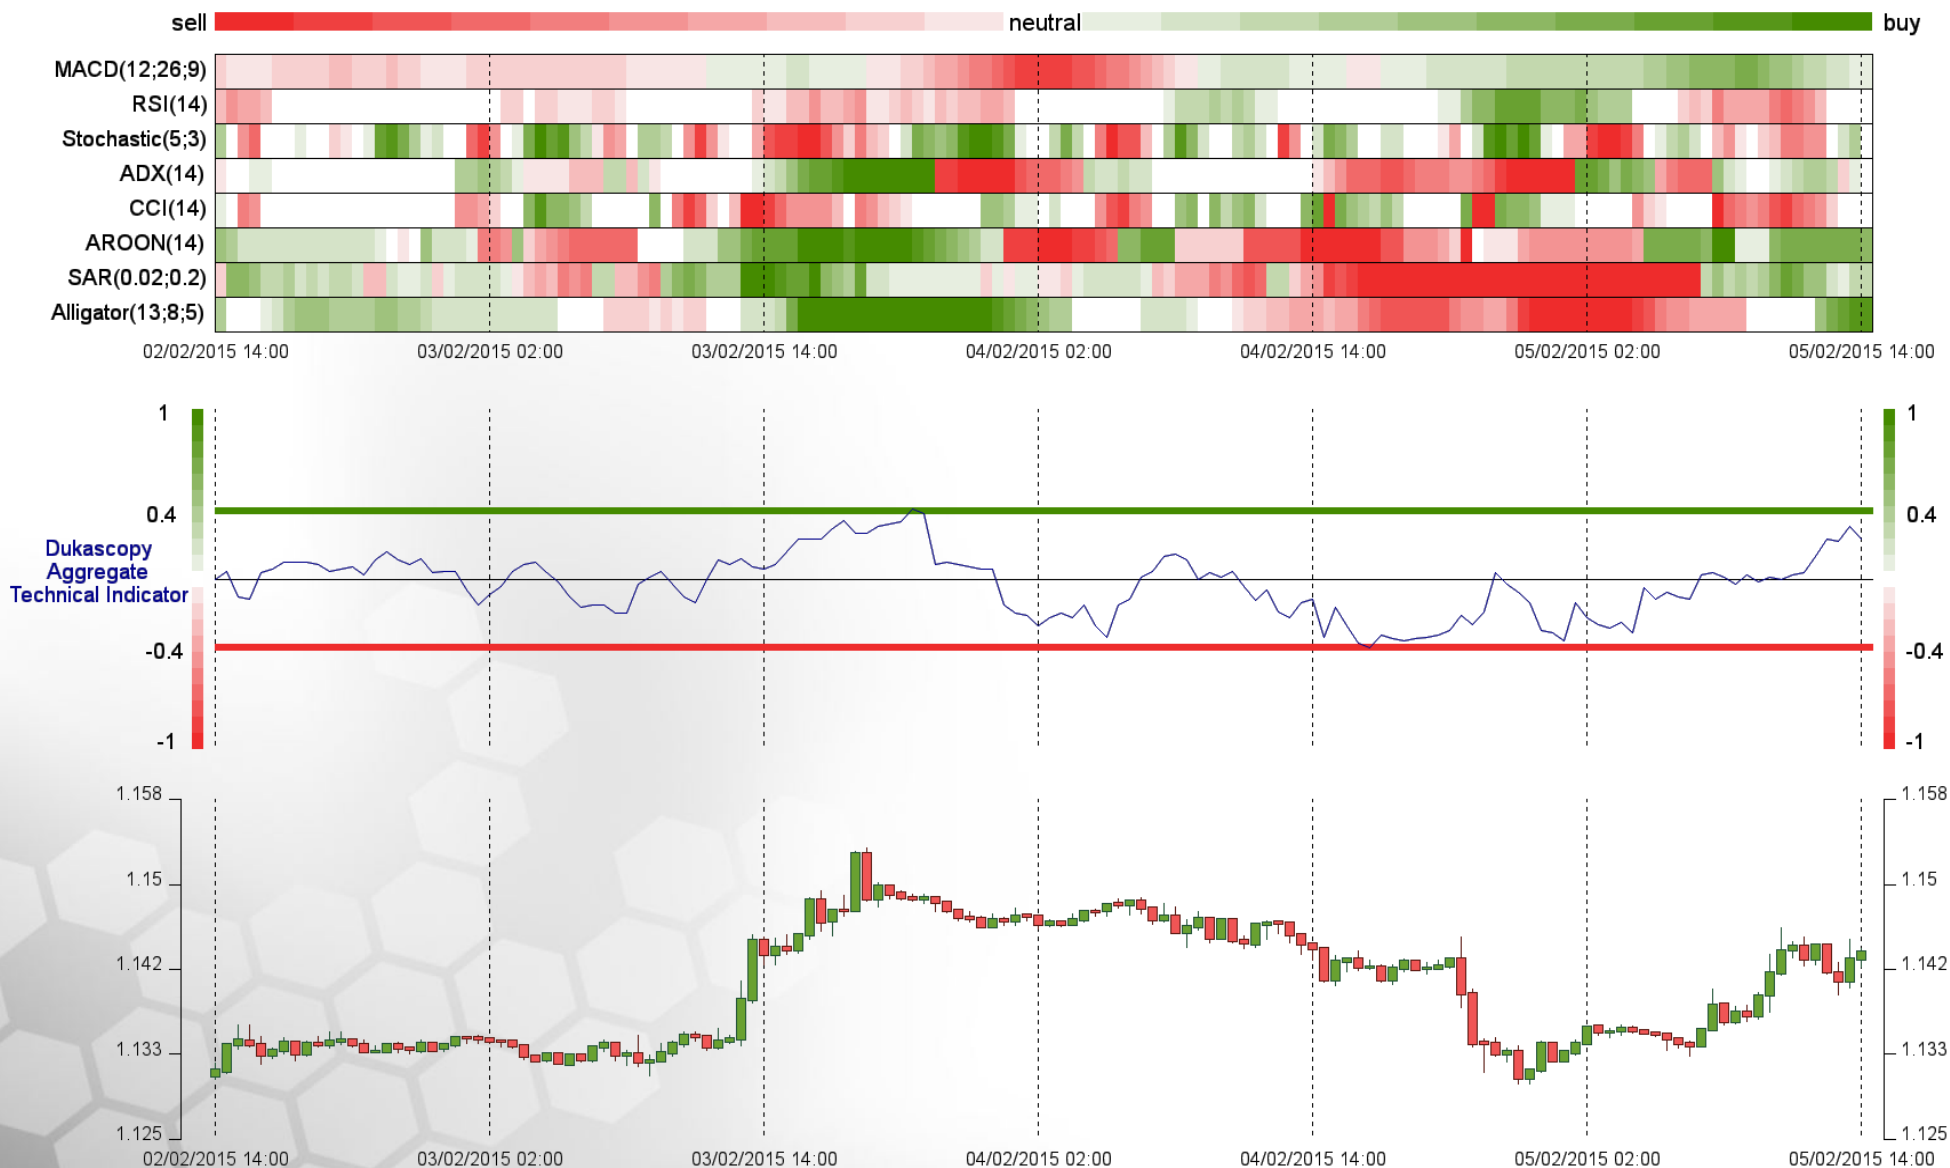 sell neutral buy
MACD(12;26;9)
RSI(14)
Stochastic(5;3)
ADX(14)
CCI(14)
AROON(14)
SAR(0.02;0.2)
Alligator(13;8;5)
02/02/2015 14:00 03/02/2015 02:00 03/02/2015 14:00 04/02/2015 02:00 04/02/2015 14:00 05/02/2015 02:00 05/02/2015 14:00
1 1
0.4 0.4
Dukascopy
Aggregate
Technical Indicator
-0.4 -0.4
-1 -1
1.158 1.158
1.15 1.15
1.142 1.142
1.133 1.133
1.125 1.125
02/02/2015 14:00 03/02/2015 02:00 03/02/2015 14:00 04/02/2015 02:00 04/02/2015 14:00 05/02/2015 02:00 05/02/2015 14:00